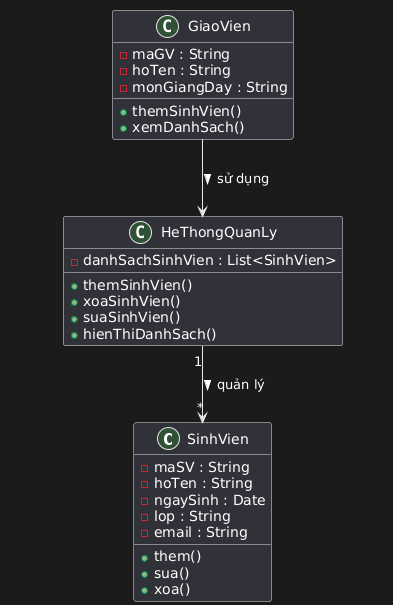 C GiaoVien
maGV : String
hoTen : String
monGiangDay : String
themSinhVien()
xemDanhSach()
sử dụng
C HeThongQuanLy
danhSachSinhVien : List<SinhVien>
themSinhVien()
xoaSinhVien()
suaSinhVien()
hienThiDanhSach()
1
quản lý
*
C SinhVien
maSV : String
hoTen : String
ngaySinh : Date
lop : String
email : String
them()
sua()
xoa()